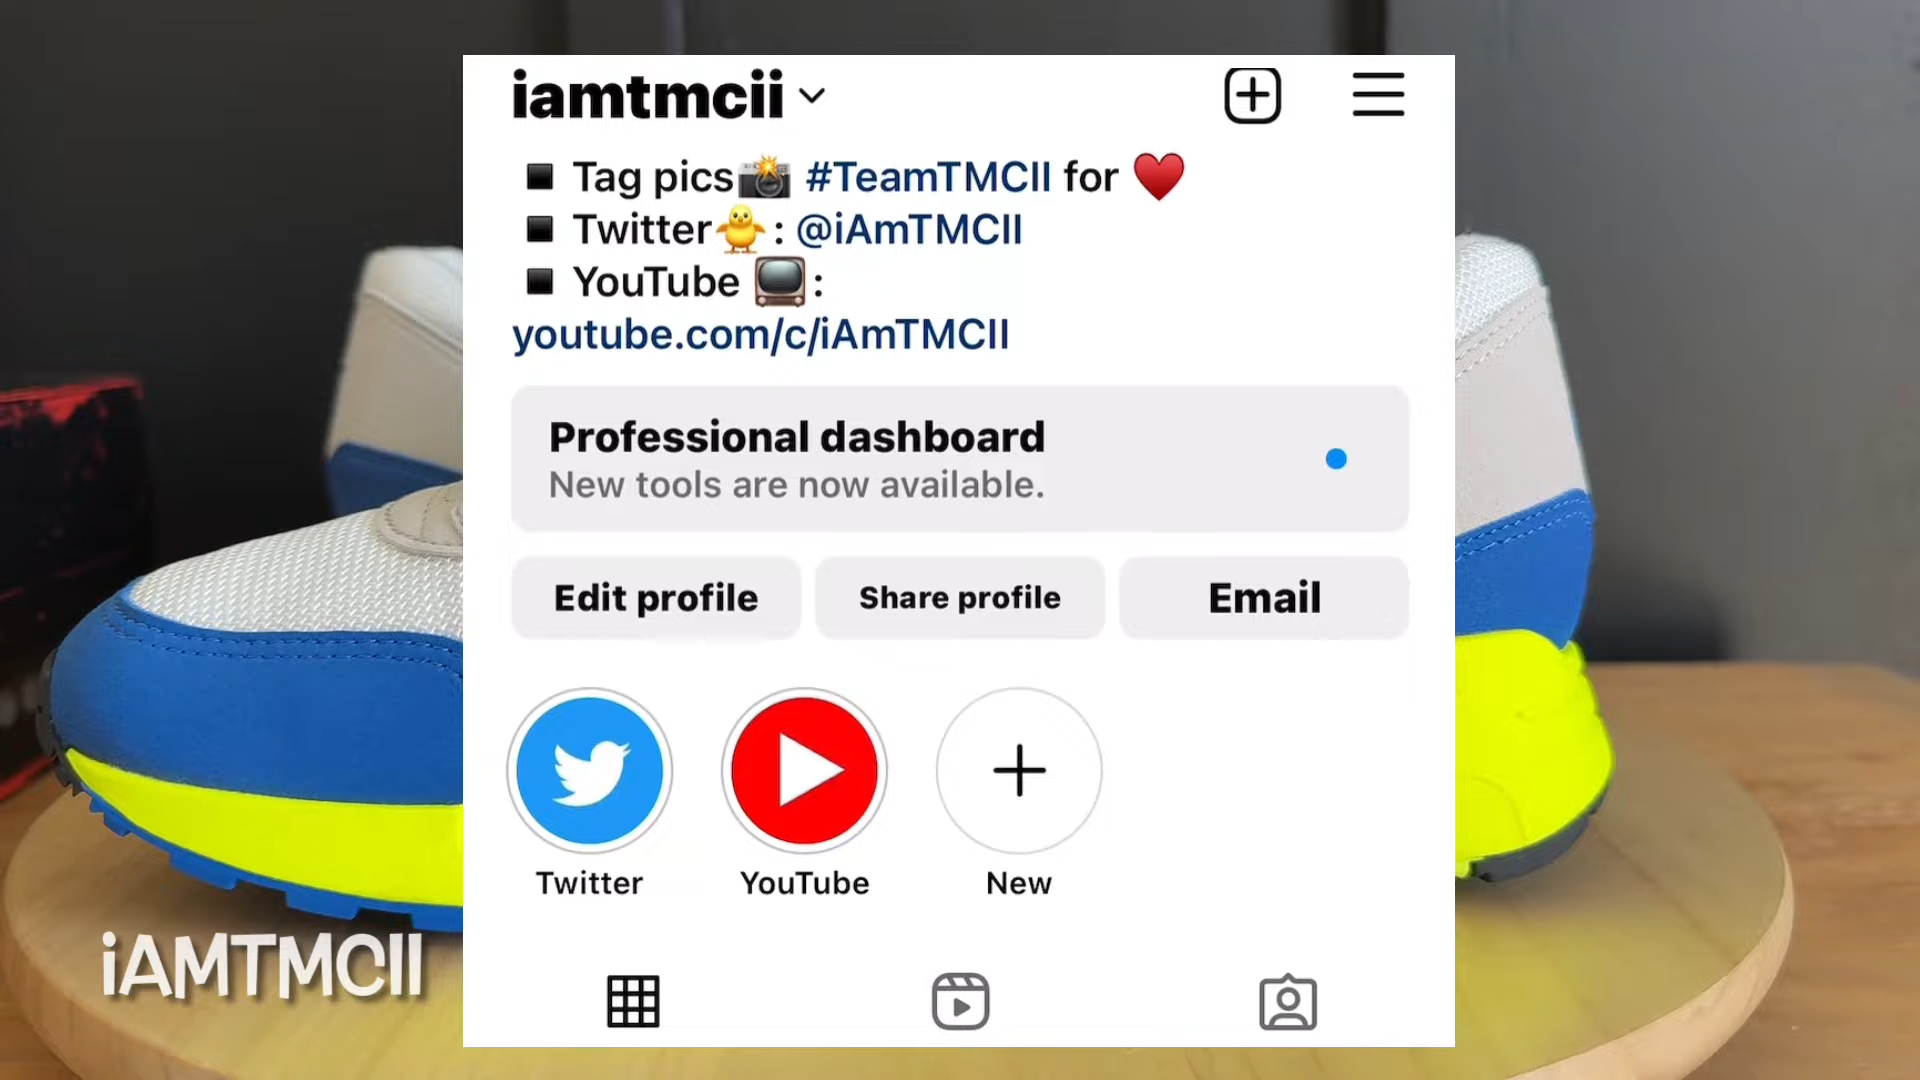 iamtmcii
Tag pics #TeamTMCII for
Twitter : @iAmTMCII
YouTube :
youtube.com/c/iAmTMCII
Professional dashboard
New tools are now available.
Edit profile Share profile Email
Twitter YouTube New
iAMTMCII